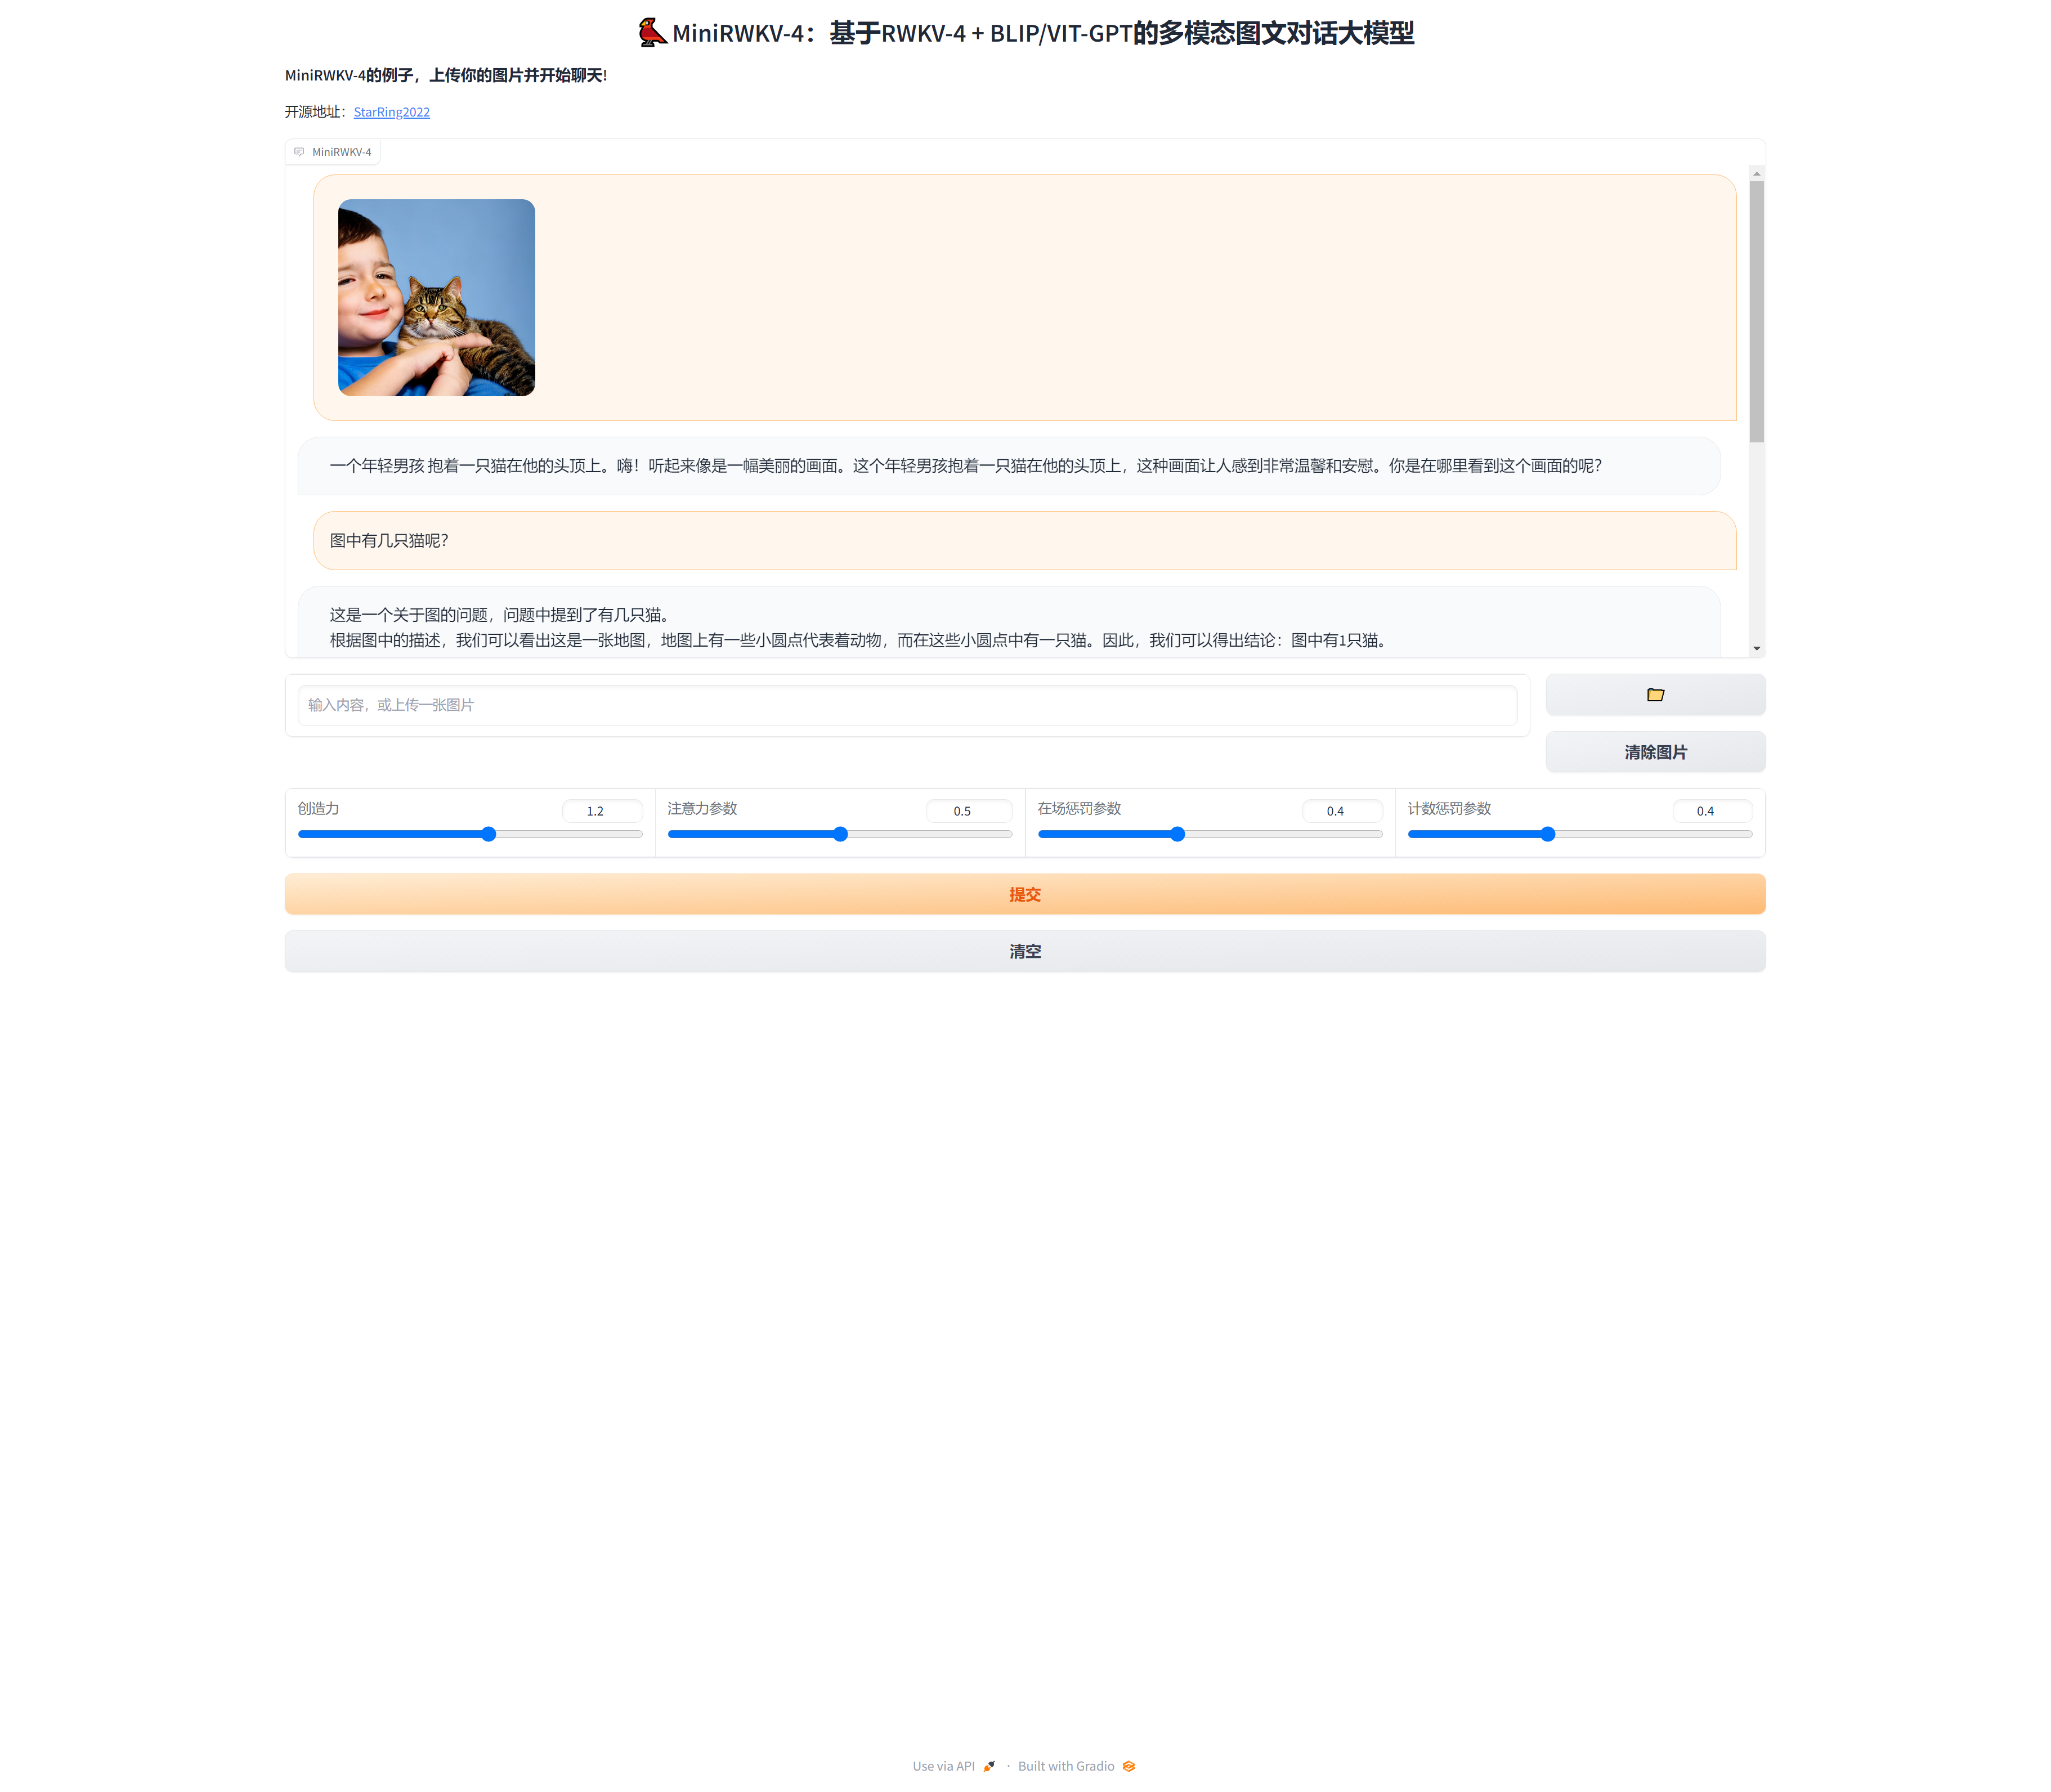 MiniRWKV-4：基于RWKV-4 + BLIP/VIT-GPT的多模态图文对话大模型
MiniRWKV-4的例子，上传你的图片并开始聊天!
开源地址：StarRing2022
MiniRWKV-4
一个年轻男孩 抱着一只猫在他的头顶上。嗨！听起来像是一幅美丽的画面。这个年轻男孩抱着一只猫在他的头顶上，这种画面让人感到非常温馨和安慰。你是在哪里看到这个画面的呢？
图中有几只猫呢？
这是一个关于图的问题，问题中提到了有几只猫。
根据图中的描述，我们可以看出这是一张地图，地图上有一些小圆点代表着动物，而在这些小圆点中有一只猫。因此，我们可以得出结论：图中有1只猫。
输入内容，或上传一张图片
清除图片
创造力 1.2 注意力参数 0.5 在场惩罚参数 0.4 计数惩罚参数 0.4
提交
清空
Use via API · Built with Gradio